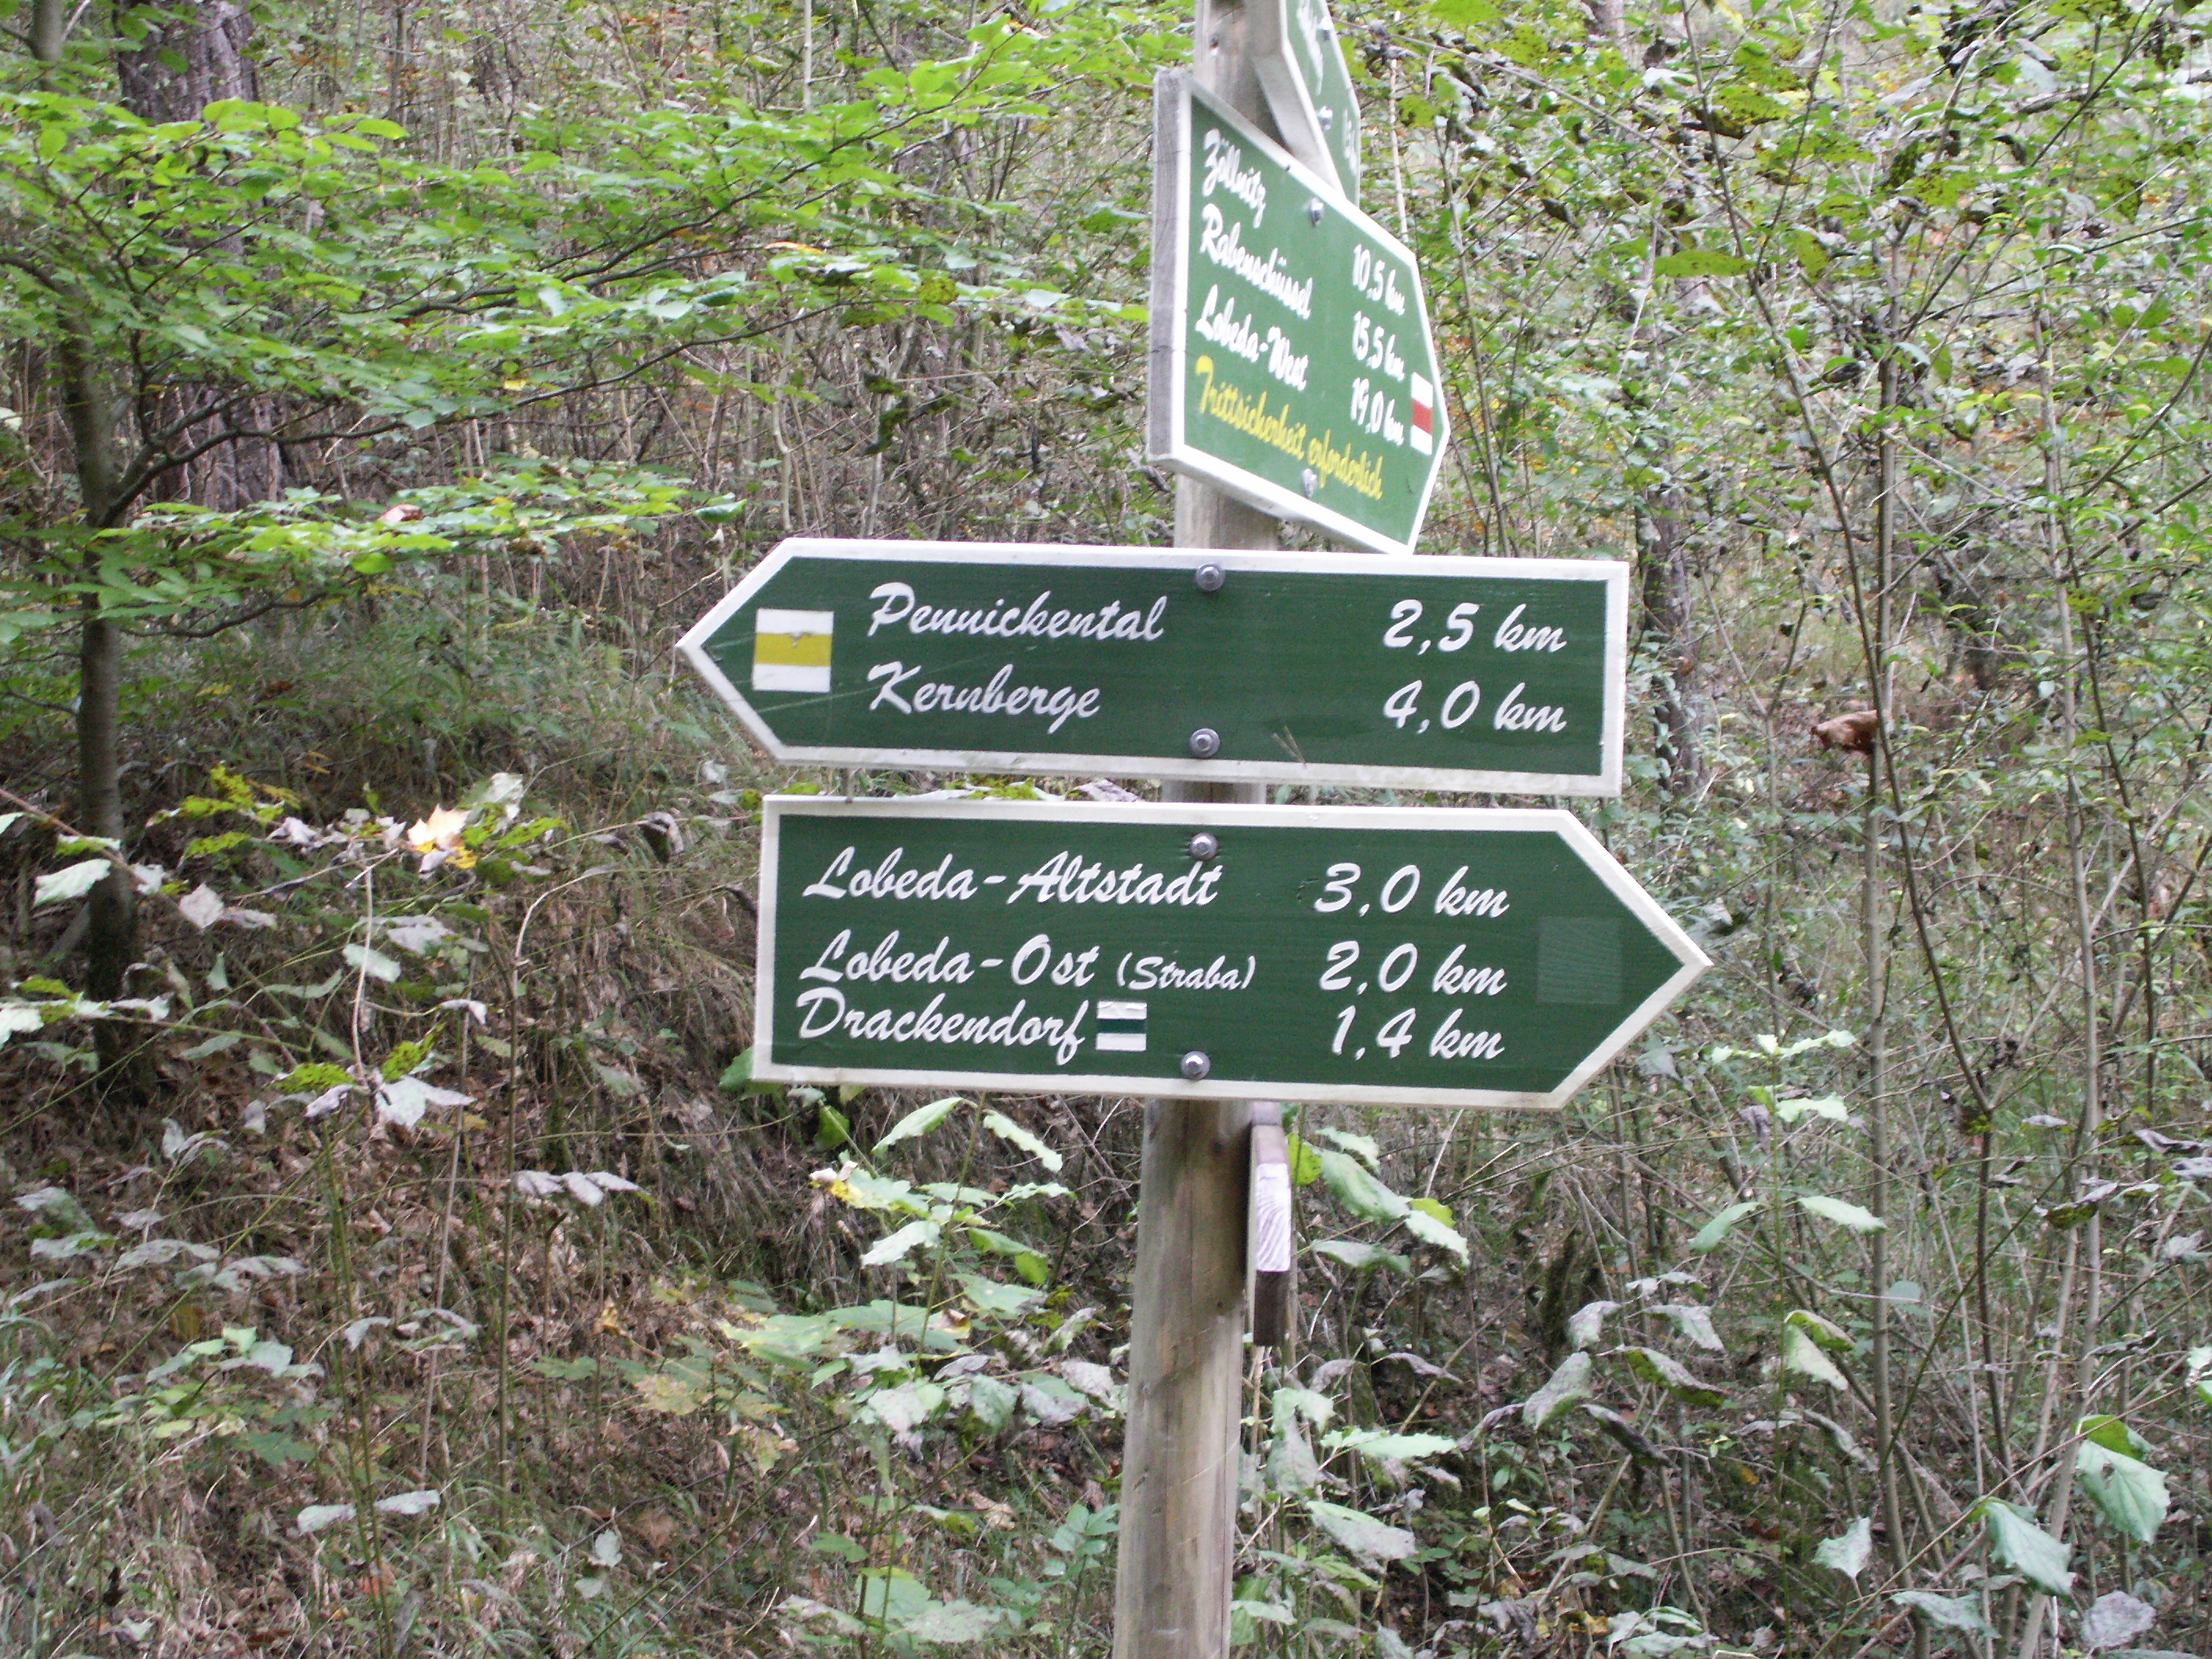 Zöllnitz 10,5 km
Rabenschüssel 15,5 km
Lobeda-West 19,0 km
Trittsicherheit erforderlich
Pennickental 2,5 km
Kernberge 4,0 km
Lobeda-Altstadt 3,0 km
Lobeda-Ost (Straba) 2,0 km
Drackendorf 1,4 km